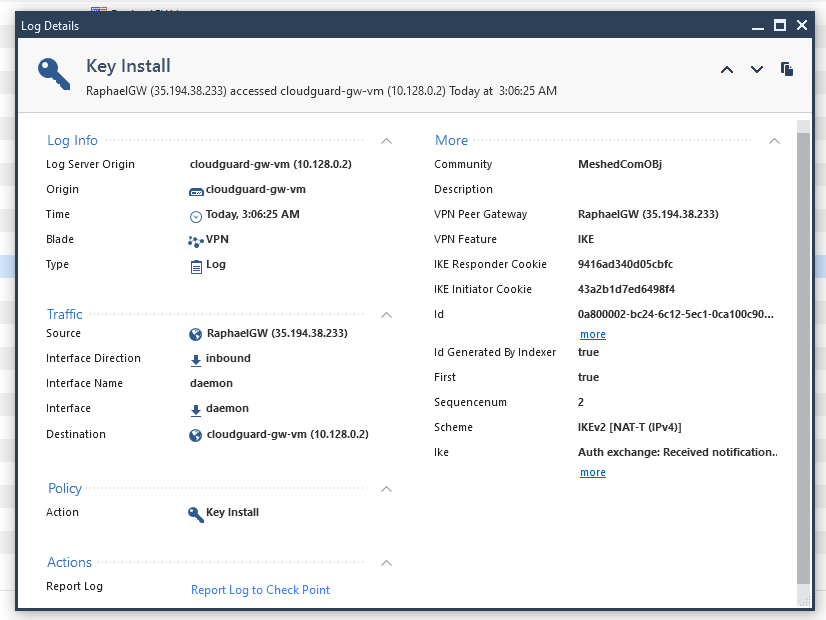 Log Details
Key Install
RaphaelGW (35.194.38.233) accessed cloudguard-gw-vm (10.128.0.2) Today at 3:06:25 AM
Log Info
Log Server Origin cloudguard-gw-vm (10.128.0.2)
Origin cloudguard-gw-vm
Time Today, 3:06:25 AM
Blade VPN
Type Log
Traffic
Source RaphaelGW (35.194.38.233)
Interface Direction inbound
Interface Name daemon
Interface daemon
Destination cloudguard-gw-vm (10.128.0.2)
Policy
Action Key Install
Actions
Report Log Report Log to Check Point
More
Community MeshedComOBj
Description
VPN Peer Gateway RaphaelGW (35.194.38.233)
VPN Feature IKE
IKE Responder Cookie 9416ad340d05cbfc
IKE Initiator Cookie 43a2b1d7ed6498f4
Id 0a800002-bc24-6c12-5ec1-0ca100c90...
more
Id Generated By Indexer true
First true
Sequencenum 2
Scheme IKEv2 [NAT-T (IPv4)]
Ike Auth exchange: Received notification..
more